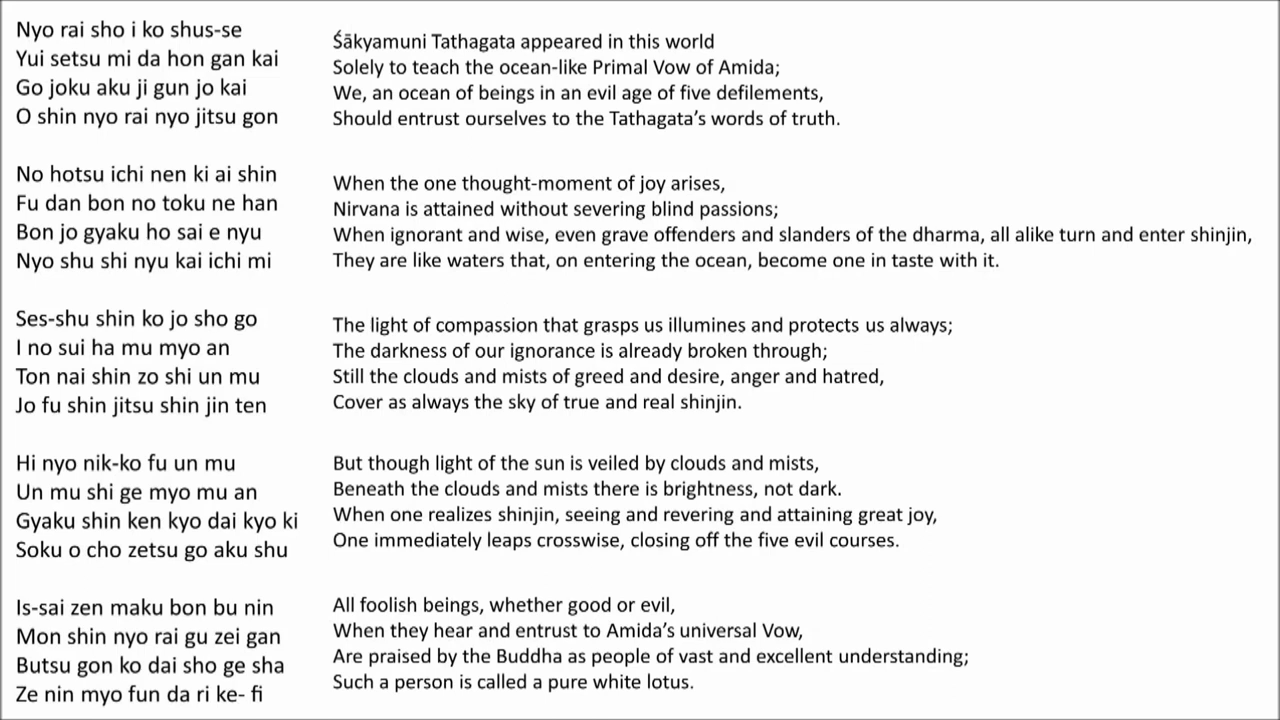 Nyo rai sho i ko shus-se
Yui setsu mi da hon gan kai
Go joku aku ji gun jo kai
O shin nyo rai nyo jitsu gon
Śākyamuni Tathagata appeared in this world
Solely to teach the ocean-like Primal Vow of Amida;
We, an ocean of beings in an evil age of five defilements,
Should entrust ourselves to the Tathagata’s words of truth.
No hotsu ichi nen ki ai shin
Fu dan bon no toku ne han
Bon jo gyaku ho sai e nyu
Nyo shu shi nyu kai ichi mi
When the one thought-moment of joy arises,
Nirvana is attained without severing blind passions;
When ignorant and wise, even grave offenders and slanders of the dharma, all alike turn and enter shinjin,
They are like waters that, on entering the ocean, become one in taste with it.
Ses-shu shin ko jo sho go
I no sui ha mu myo an
Ton nai shin zo shi un mu
Jo fu shin jitsu shin jin ten
The light of compassion that grasps us illumines and protects us always;
The darkness of our ignorance is already broken through;
Still the clouds and mists of greed and desire, anger and hatred,
Cover as always the sky of true and real shinjin.
Hi nyo nik-ko fu un mu
Un mu shi ge myo mu an
Gyaku shin ken kyo dai kyo ki
Soku o cho zetsu go aku shu
But though light of the sun is veiled by clouds and mists,
Beneath the clouds and mists there is brightness, not dark.
When one realizes shinjin, seeing and revering and attaining great joy,
One immediately leaps crosswise, closing off the five evil courses.
Is-sai zen maku bon bu nin
Mon shin nyo rai gu zei gan
Butsu gon ko dai sho ge sha
Ze nin myo fun da ri ke- fi
All foolish beings, whether good or evil,
When they hear and entrust to Amida’s universal Vow,
Are praised by the Buddha as people of vast and excellent understanding;
Such a person is called a pure white lotus.